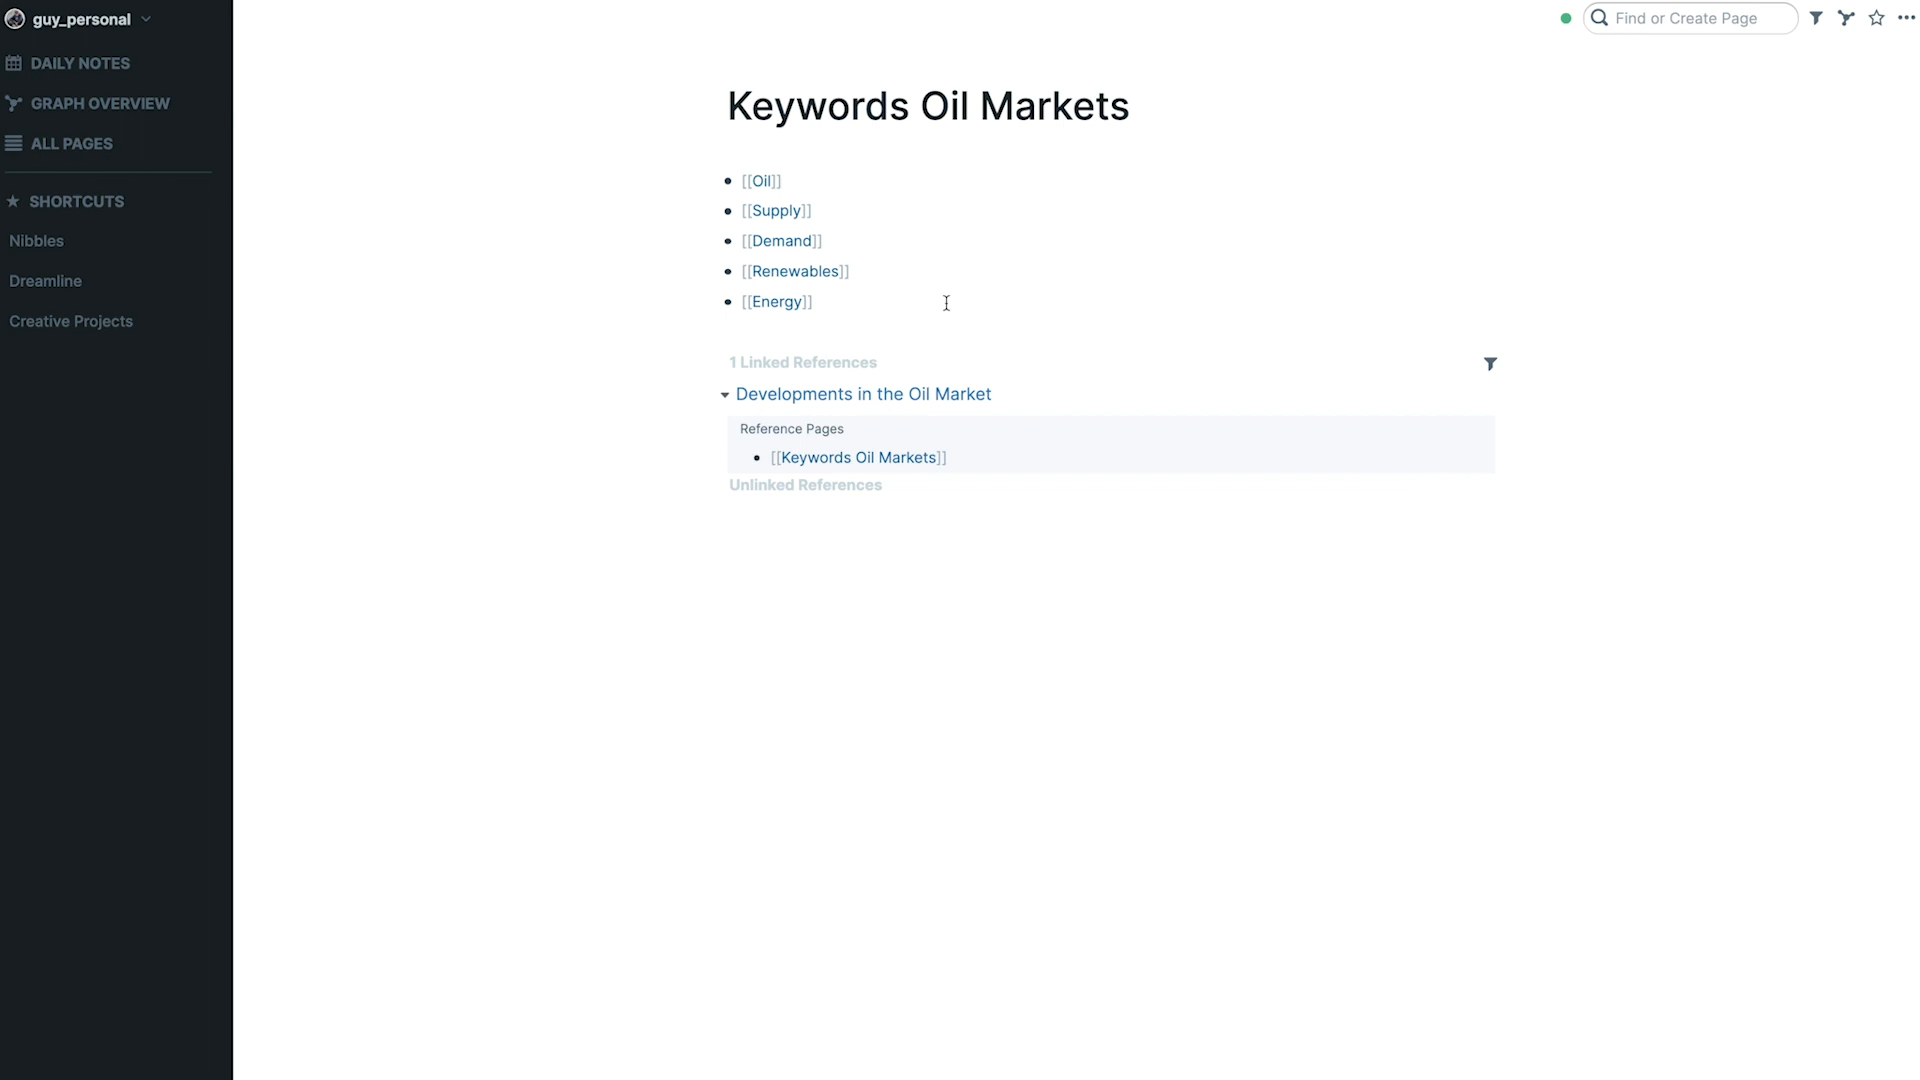 guy_personal
DAILY NOTES
GRAPH OVERVIEW
ALL PAGES
SHORTCUTS
Nibbles
Dreamline
Creative Projects
Find or Create Page
Keywords Oil Markets
[[Oil]]
[[Supply]]
[[Demand]]
[[Renewables]]
[[Energy]]
1 Linked References
Developments in the Oil Market
Reference Pages
[[Keywords Oil Markets]]
Unlinked References